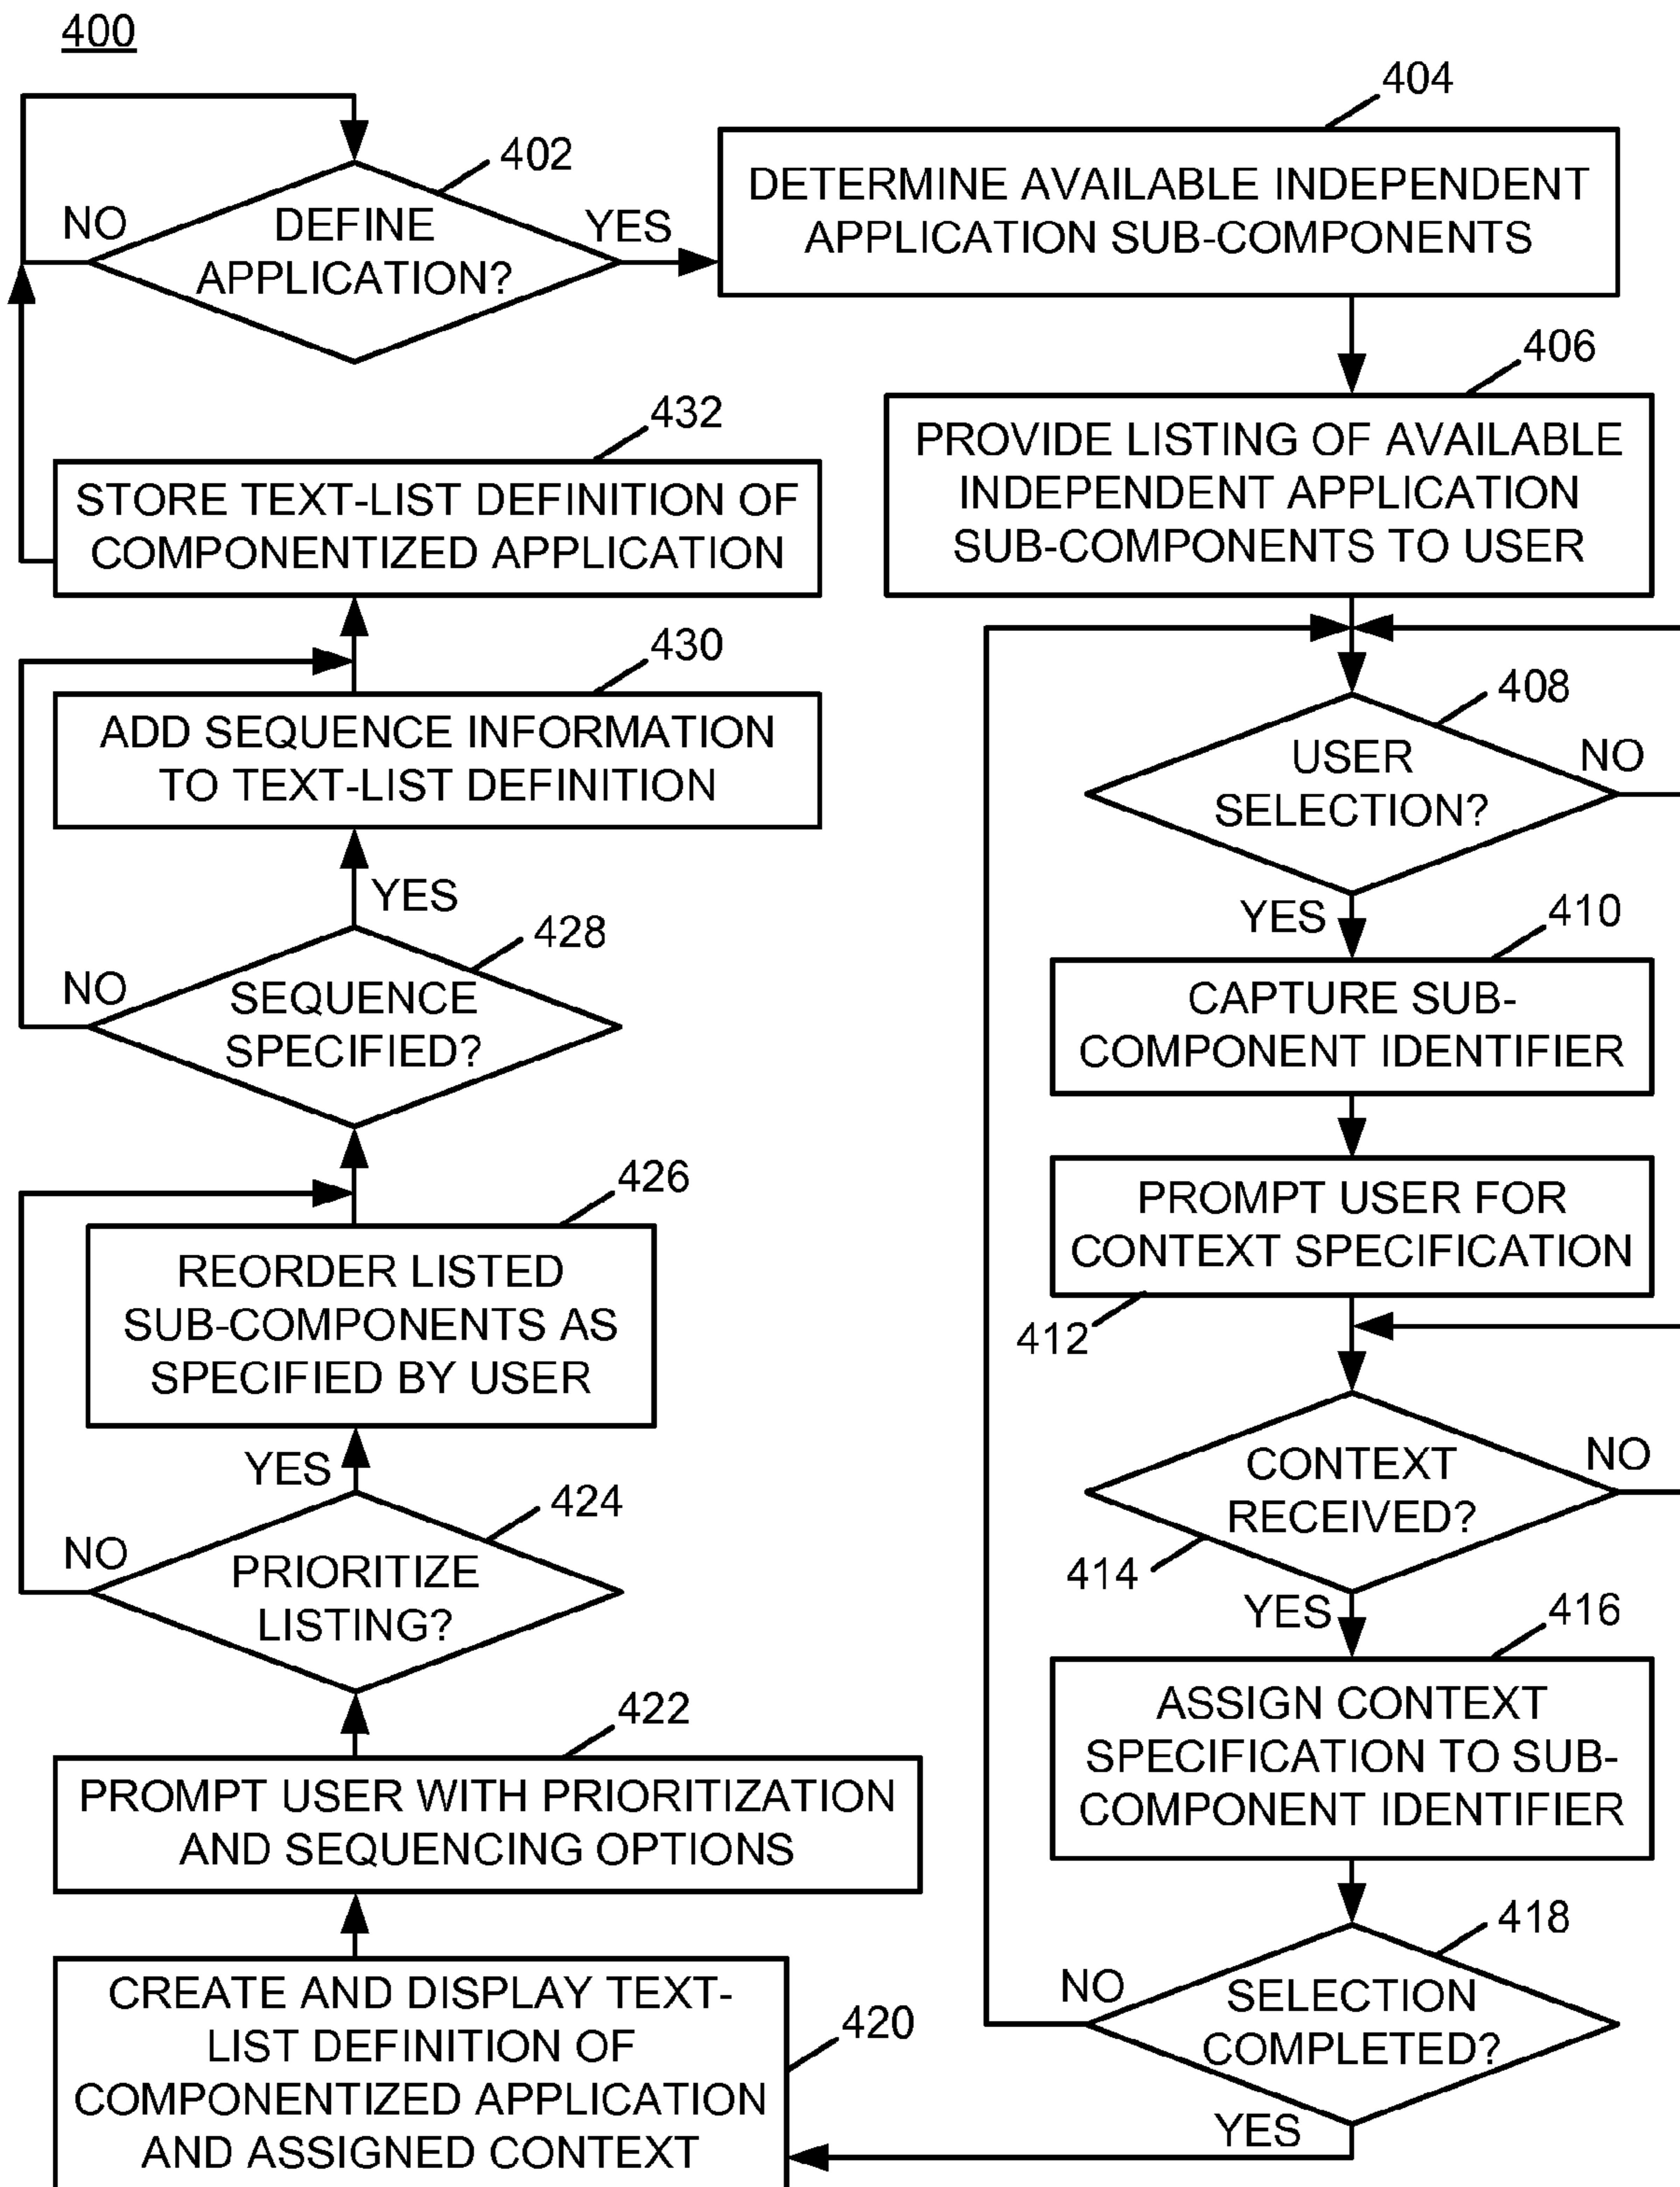 400
402
DEFINE
APPLICATION?
NO
YES
404
DETERMINE AVAILABLE INDEPENDENT
APPLICATION SUB-COMPONENTS
406
PROVIDE LISTING OF AVAILABLE
INDEPENDENT APPLICATION
SUB-COMPONENTS TO USER
408
USER
SELECTION?
NO
YES
410
CAPTURE SUB-
COMPONENT IDENTIFIER
PROMPT USER FOR
CONTEXT SPECIFICATION
412
CONTEXT
RECEIVED?
NO
414
YES
416
ASSIGN CONTEXT
SPECIFICATION TO SUB-
COMPONENT IDENTIFIER
418
NO
SELECTION
COMPLETED?
YES
420
CREATE AND DISPLAY TEXT-
LIST DEFINITION OF
COMPONENTIZED APPLICATION
AND ASSIGNED CONTEXT
422
PROMPT USER WITH PRIORITIZATION
AND SEQUENCING OPTIONS
424
NO
PRIORITIZE
LISTING?
YES
426
REORDER LISTED
SUB-COMPONENTS AS
SPECIFIED BY USER
428
NO
SEQUENCE
SPECIFIED?
YES
430
ADD SEQUENCE INFORMATION
TO TEXT-LIST DEFINITION
432
STORE TEXT-LIST DEFINITION OF
COMPONENTIZED APPLICATION